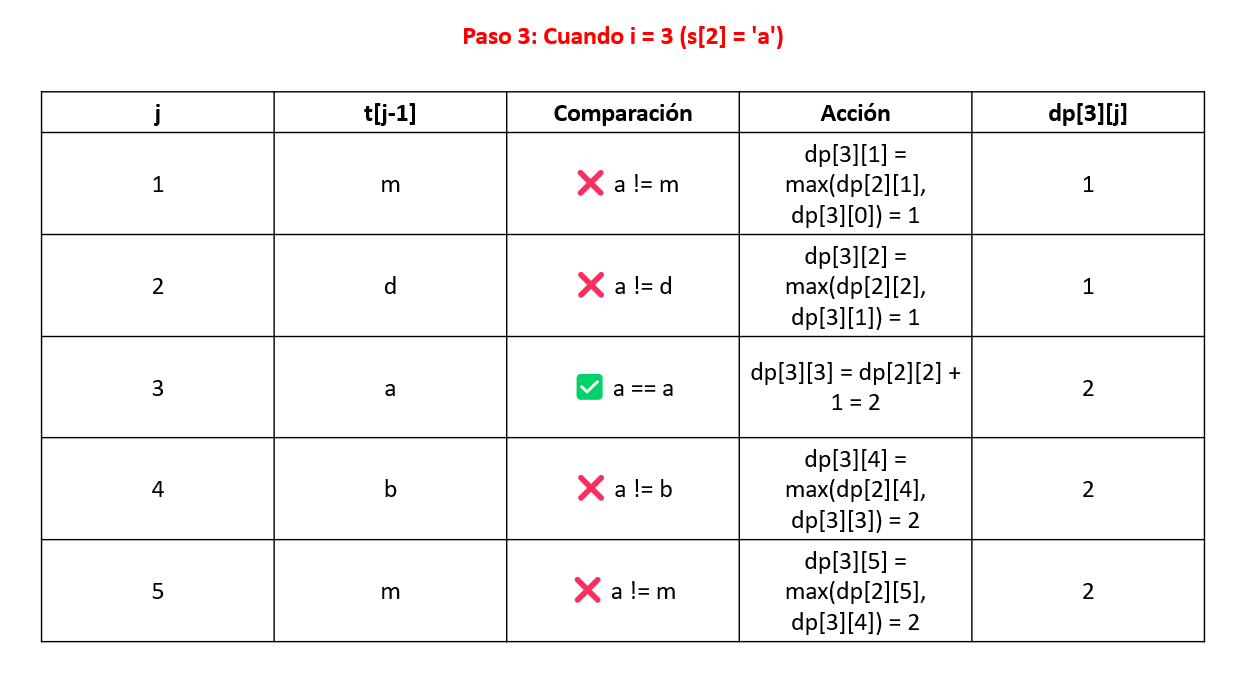 Paso 3: Cuando i = 3 (s[2] = 'a')
j t[j-1] Comparación Acción dp[3][j]
1 m ❌ a != m dp[3][1] =
max(dp[2][1],
dp[3][0]) = 1 1
2 d ❌ a != d dp[3][2] =
max(dp[2][2],
dp[3][1]) = 1 1
3 a ✅ a == a dp[3][3] = dp[2][2] +
1 = 2 2
4 b ❌ a != b dp[3][4] =
max(dp[2][4],
dp[3][3]) = 2 2
5 m ❌ a != m dp[3][5] =
max(dp[2][5],
dp[3][4]) = 2 2